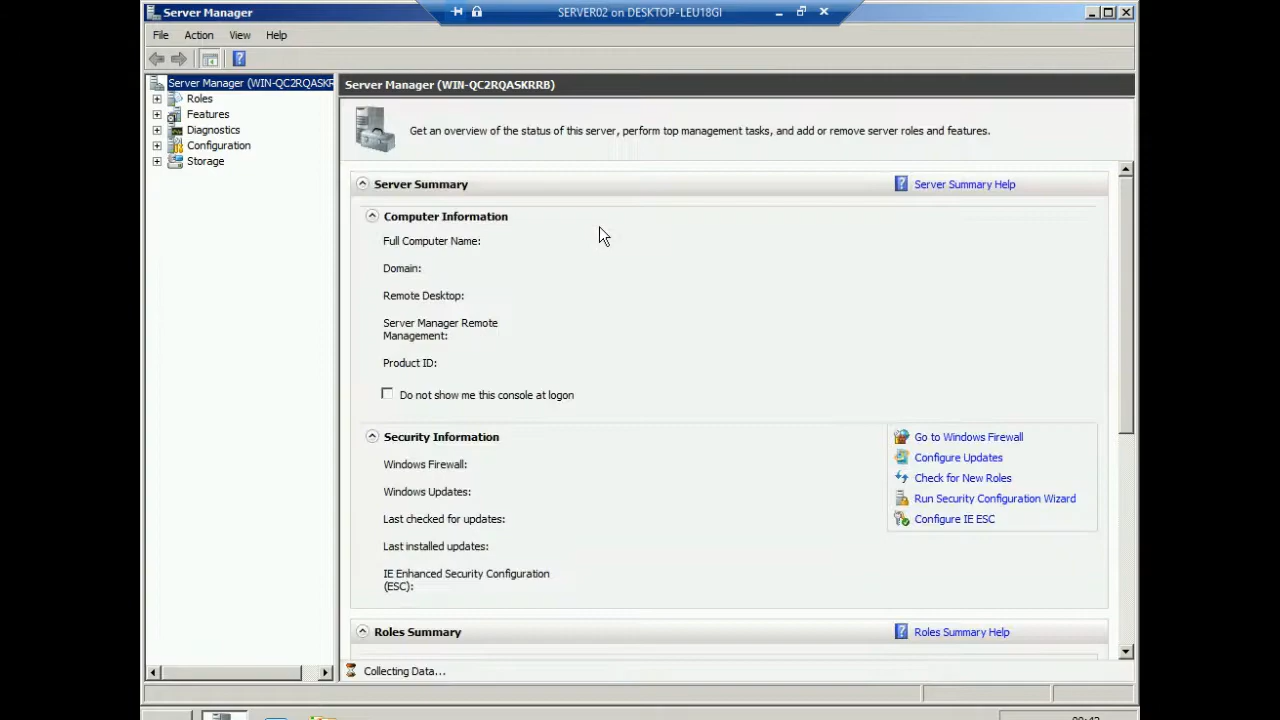 Server Manager
SERVER02 on DESKTOP-LEU18GI
File Action View Help
Server Manager (WIN-QC2RQASKR
Roles
Features
Diagnostics
Configuration
Storage
Server Manager (WIN-QC2RQASKRRB)
Get an overview of the status of this server, perform top management tasks, and add or remove server roles and features.
Server Summary
Server Summary Help
Computer Information
Full Computer Name:
Domain:
Remote Desktop:
Server Manager Remote
Management:
Product ID:
Do not show me this console at logon
Security Information
Go to Windows Firewall
Windows Firewall:
Configure Updates
Windows Updates:
Check for New Roles
Run Security Configuration Wizard
Last checked for updates:
Configure IE ESC
Last installed updates:
IE Enhanced Security Configuration
(ESC):
Roles Summary
Roles Summary Help
Collecting Data...